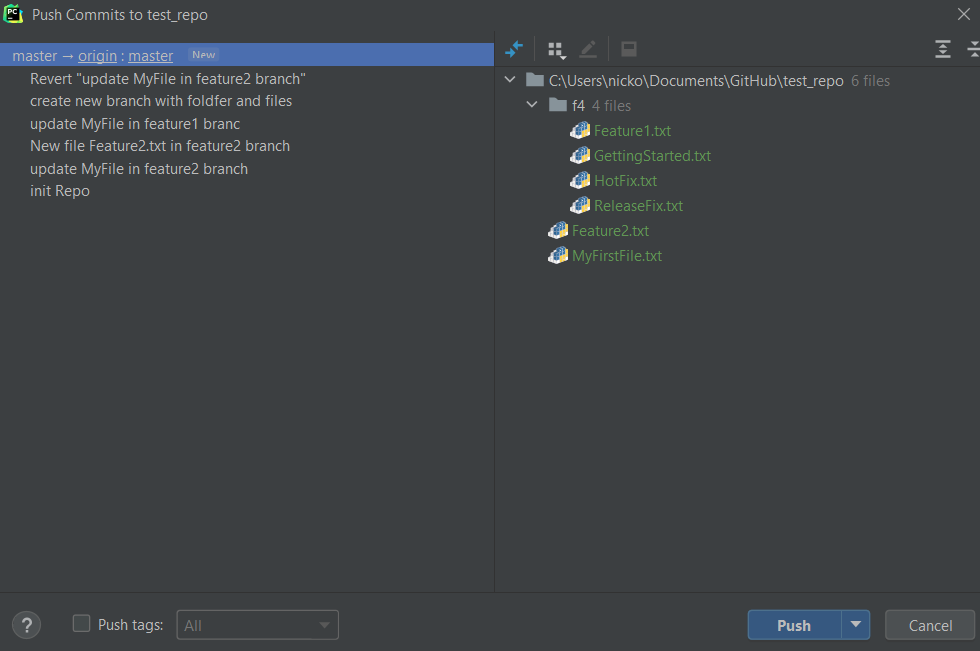 PC
Push Commits to test_repo
master → origin : master New
Revert "update MyFile in feature2 branch"
create new branch with foldfer and files
update MyFile in feature1 branc
New file Feature2.txt in feature2 branch
update MyFile in feature2 branch
init Repo
C:\Users\nicko\Documents\GitHub\test_repo 6 files
f4 4 files
Feature1.txt
GettingStarted.txt
HotFix.txt
ReleaseFix.txt
Feature2.txt
MyFirstFile.txt
? Push tags: All
Push
Cancel